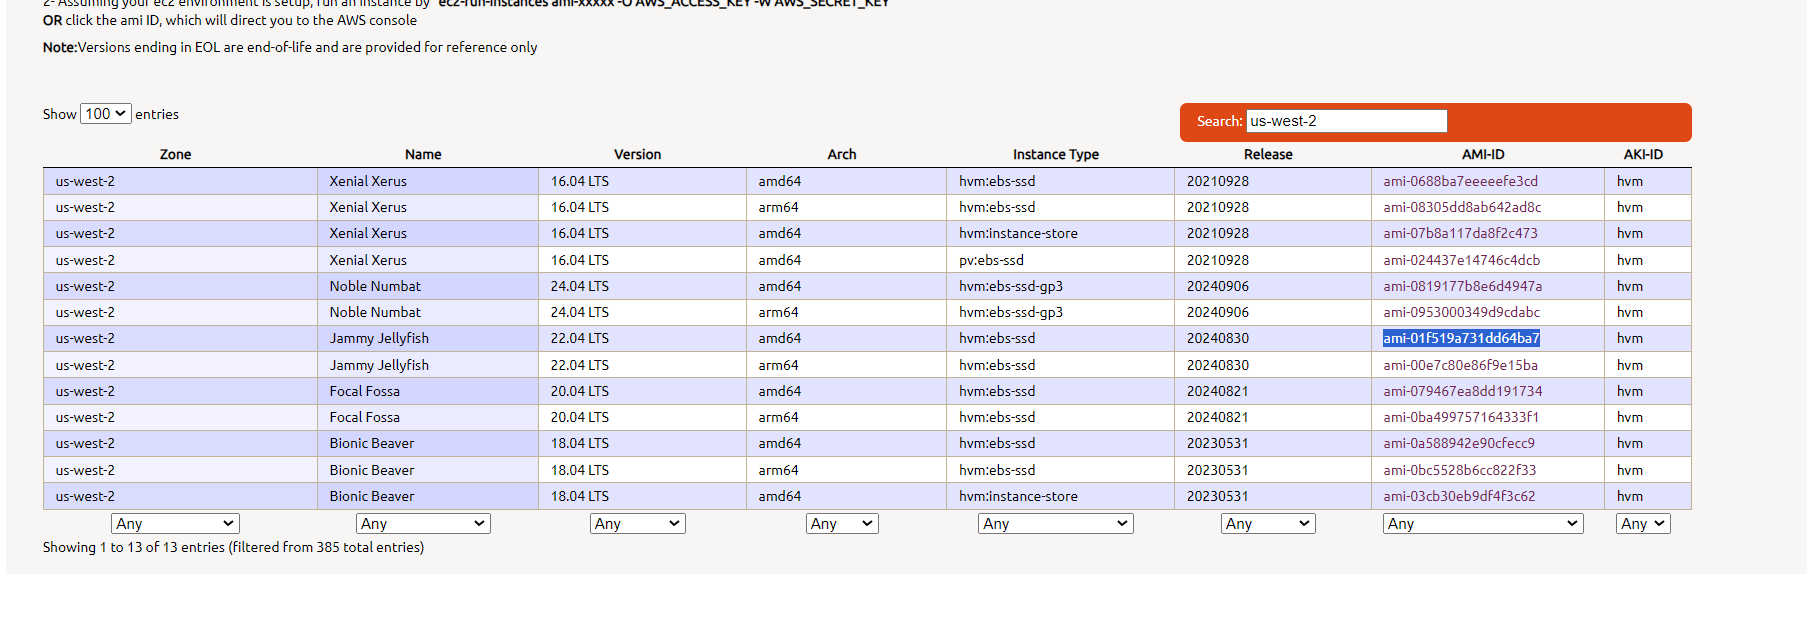 2- Assuming your ec2 environment is setup, run an instance by "ec2-run-instances ami-xxxxx -O AWS_ACCESS_KEY -W AWS_SECRET_KEY"
OR click the ami ID, which will direct you to the AWS console
Note:Versions ending in EOL are end-of-life and are provided for reference only
Show 100 entries
Search: us-west-2
Zone Name Version Arch Instance Type Release AMI-ID AKI-ID
us-west-2 Xenial Xerus 16.04 LTS amd64 hvm:ebs-ssd 20210928 ami-0688ba7eeeeefe3cd hvm
us-west-2 Xenial Xerus 16.04 LTS arm64 hvm:ebs-ssd 20210928 ami-08305dd8ab642ad8c hvm
us-west-2 Xenial Xerus 16.04 LTS amd64 hvm:instance-store 20210928 ami-07b8a117da8f2c473 hvm
us-west-2 Xenial Xerus 16.04 LTS amd64 pv:ebs-ssd 20210928 ami-024437e14746c4dcb hvm
us-west-2 Noble Numbat 24.04 LTS amd64 hvm:ebs-ssd-gp3 20240906 ami-0819177b8e6d4947a hvm
us-west-2 Noble Numbat 24.04 LTS arm64 hvm:ebs-ssd-gp3 20240906 ami-0953000349d9cdabc hvm
us-west-2 Jammy Jellyfish 22.04 LTS amd64 hvm:ebs-ssd 20240830 ami-01f519a731dd64ba7 hvm
us-west-2 Jammy Jellyfish 22.04 LTS arm64 hvm:ebs-ssd 20240830 ami-00e7c80e86f9e15ba hvm
us-west-2 Focal Fossa 20.04 LTS amd64 hvm:ebs-ssd 20240821 ami-079467ea8dd191734 hvm
us-west-2 Focal Fossa 20.04 LTS arm64 hvm:ebs-ssd 20240821 ami-0ba499757164333f1 hvm
us-west-2 Bionic Beaver 18.04 LTS amd64 hvm:ebs-ssd 20230531 ami-0a588942e90cfecc9 hvm
us-west-2 Bionic Beaver 18.04 LTS arm64 hvm:ebs-ssd 20230531 ami-0bc5528b6cc822f33 hvm
us-west-2 Bionic Beaver 18.04 LTS amd64 hvm:instance-store 20230531 ami-03cb30eb9df4f3c62 hvm
Any Any Any Any Any Any Any Any
Showing 1 to 13 of 13 entries (filtered from 385 total entries)